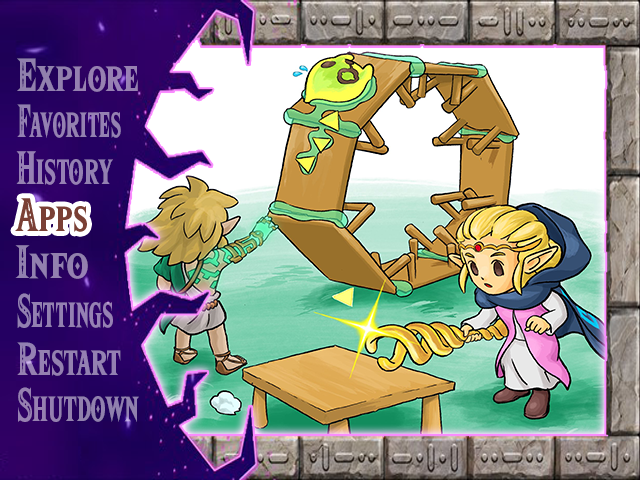 Explore
Favorites
History
Apps
Info
Settings
Restart
Shutdown